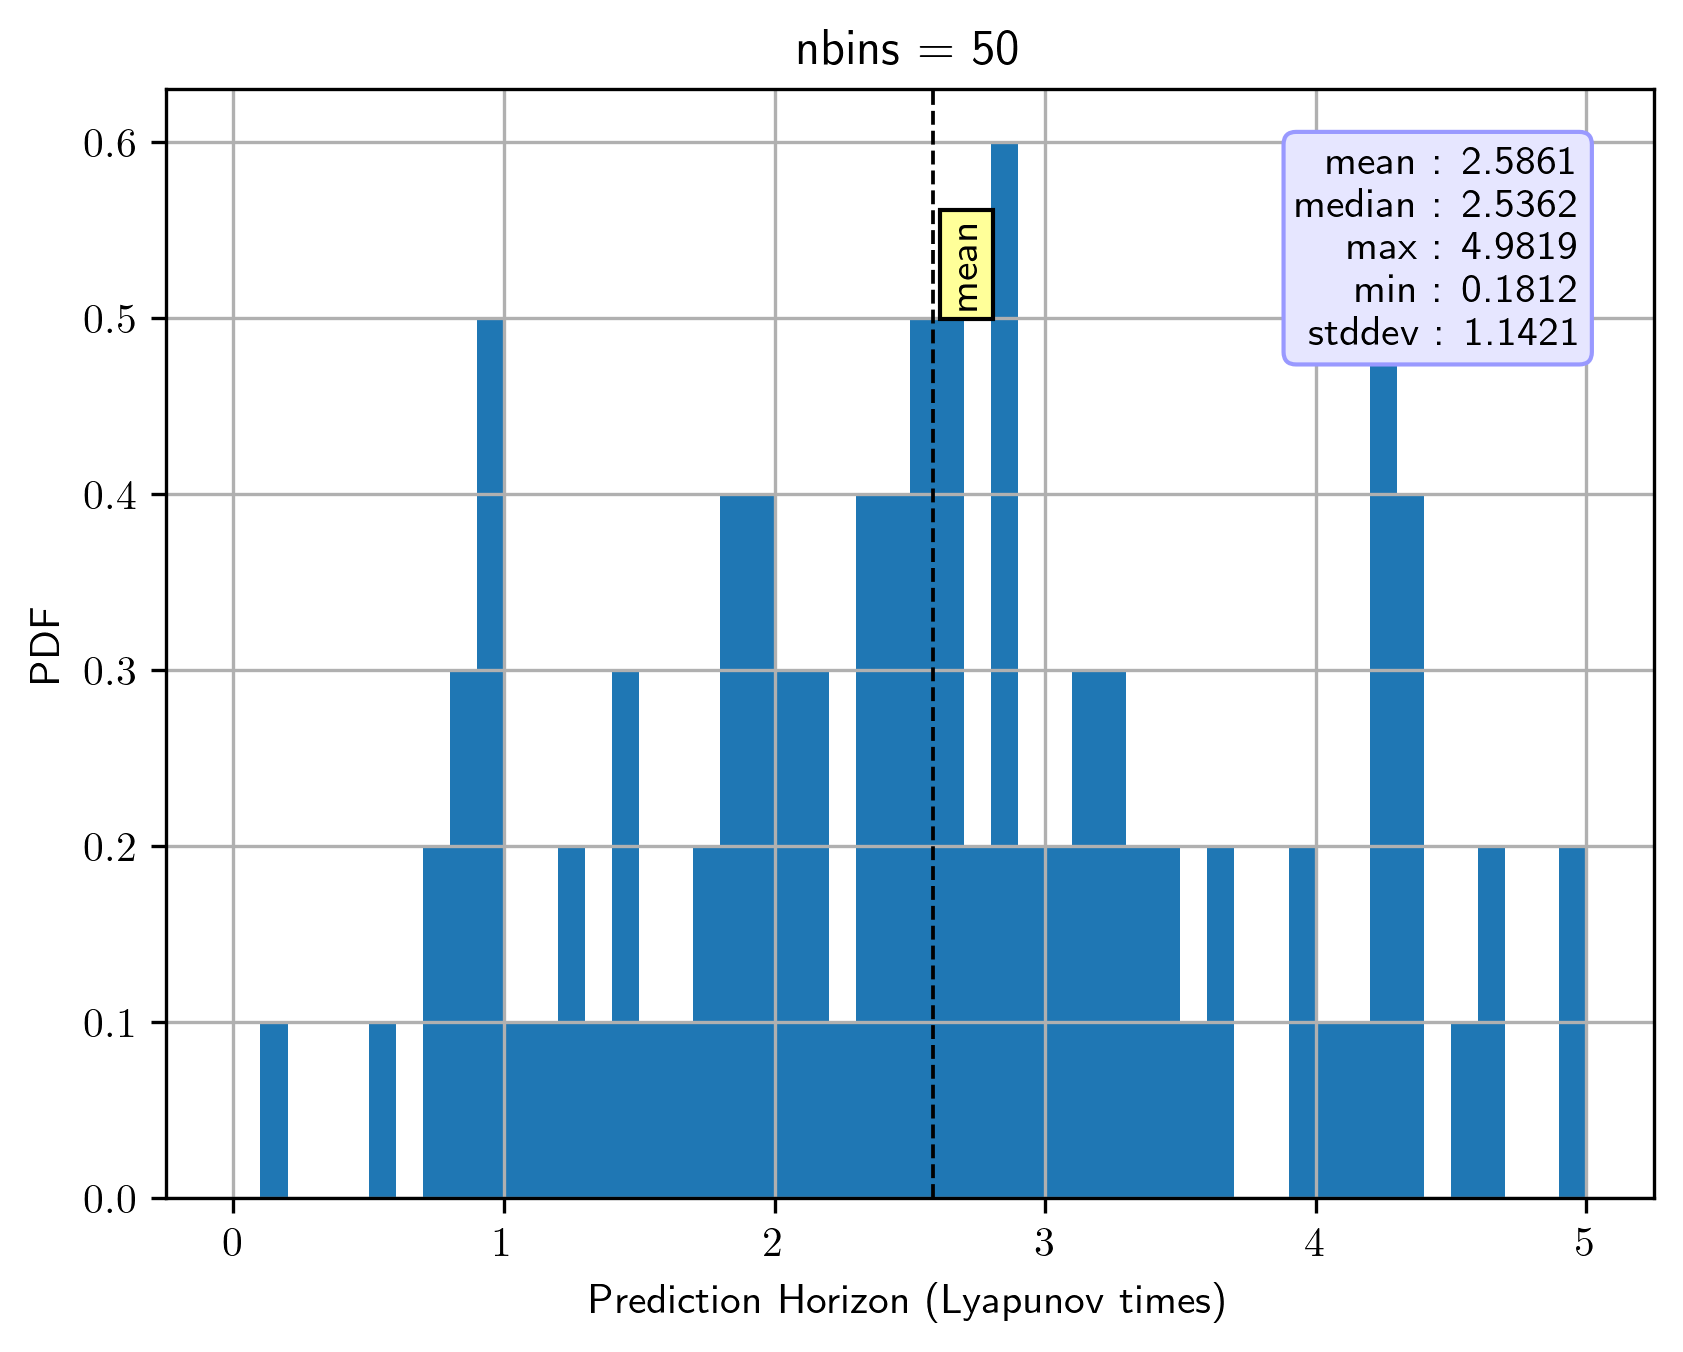 nbins = 50
0.6
0.5
0.4
0.3
0.2
0.1
0.0
PDF
mean
mean : 2.5861
median : 2.5362
max : 4.9819
min : 0.1812
stddev : 1.1421
0 1 2 3 4 5
Prediction Horizon (Lyapunov times)